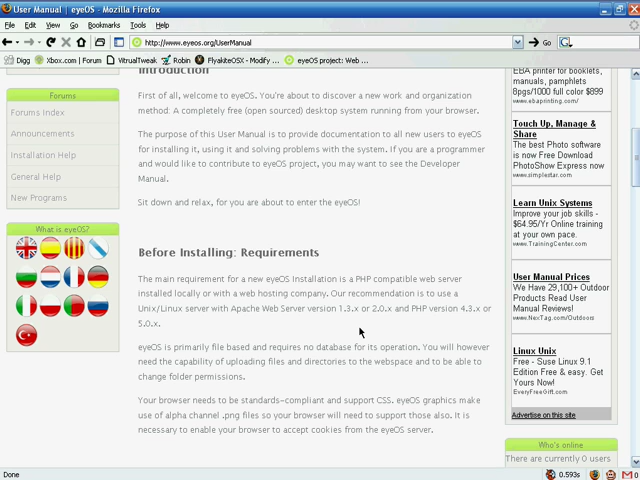 User Manual | eyeOS - Mozilla Firefox
File Edit View Go Bookmarks Tools Help
http://www.eyeos.org/UserManual
Go
Digg Xbox.com | Forum VitrualTweak Robin FlyakiteOSX - Modify ... eyeOS project: Web ...
Forums
Forums Index
Announcements
Installation Help
General Help
New Programs
What is eyeOS?
Introduction
First of all, welcome to eyeOS. You're about to discover a new work and organization
method: A completely free (open sourced) desktop system running from your browser.
The purpose of this User Manual is to provide documentation to all new users to eyeOS
for installing it, using it and solving problems with the system. If you are a programmer
and would like to contribute to eyeOS project, you may want to see the Developer
Manual.
Sit down and relax, for you are about to enter the eyeOS!
Before Installing: Requirements
The main requirement for a new eyeOS Installation is a PHP compatible web server
installed locally or with a web hosting company. Our recommendation is to use a
Unix/Linux server with Apache Web Server version 1.3.x or 2.0.x and PHP version 4.3.x or
5.0.x.
eyeOS is primarily file based and requires no database for its operation. You will however
need the capability of uploading files and directories to the webspace and to be able to
change folder permissions.
Your browser needs to be standards-compliant and support CSS. eyeOS graphics make
use of alpha channel .png files so your browser will need to support those also. It is
necessary to enable your browser to accept cookies from the eyeOS server.
EBA printer for booklets,
manuals, pamphlets
8pgs/1000 full color $899
www.ebaprinting.com/
Touch Up, Manage &
Share
The best Photo software
is now Free Download
PhotoShow Express now
www.simplestar.com
Learn Unix Systems
Improve your job skills -
$64.95/Yr Online training
at your own pace.
www.TrainingCenter.com
User Manual Prices
We Have 29,100+ Outdoor
Products Read User
Manual Reviews!
www.NexTag.com/Outdoors
Linux Unix
Free - Suse Linux 9.1
Edition Free & easy. Get
Yours Now!
EveryFreeGift.com
Advertise on this site
Who's online
There are currently 0 users
Done
0.593s
0